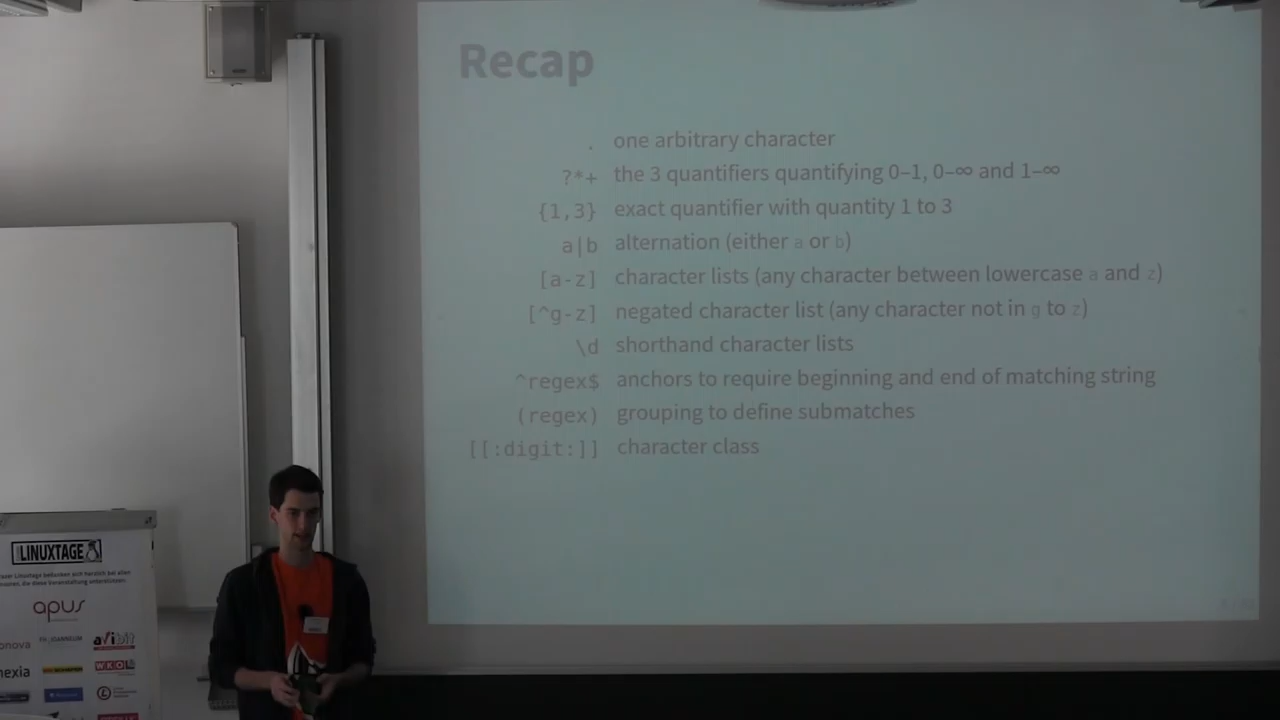 Recap
. one arbitrary character
?*+ the 3 quantifiers quantifying 0–1, 0–∞ and 1–∞
{1,3} exact quantifier with quantity 1 to 3
a|b alternation (either a or b)
[a-z] character lists (any character between lowercase a and z)
[^g-z] negated character list (any character not in g to z)
\d shorthand character lists
^regex$ anchors to require beginning and end of matching string
(regex) grouping to define submatches
[[:digit:]] character class
LINUXTAGE
apus
avibit
WKO